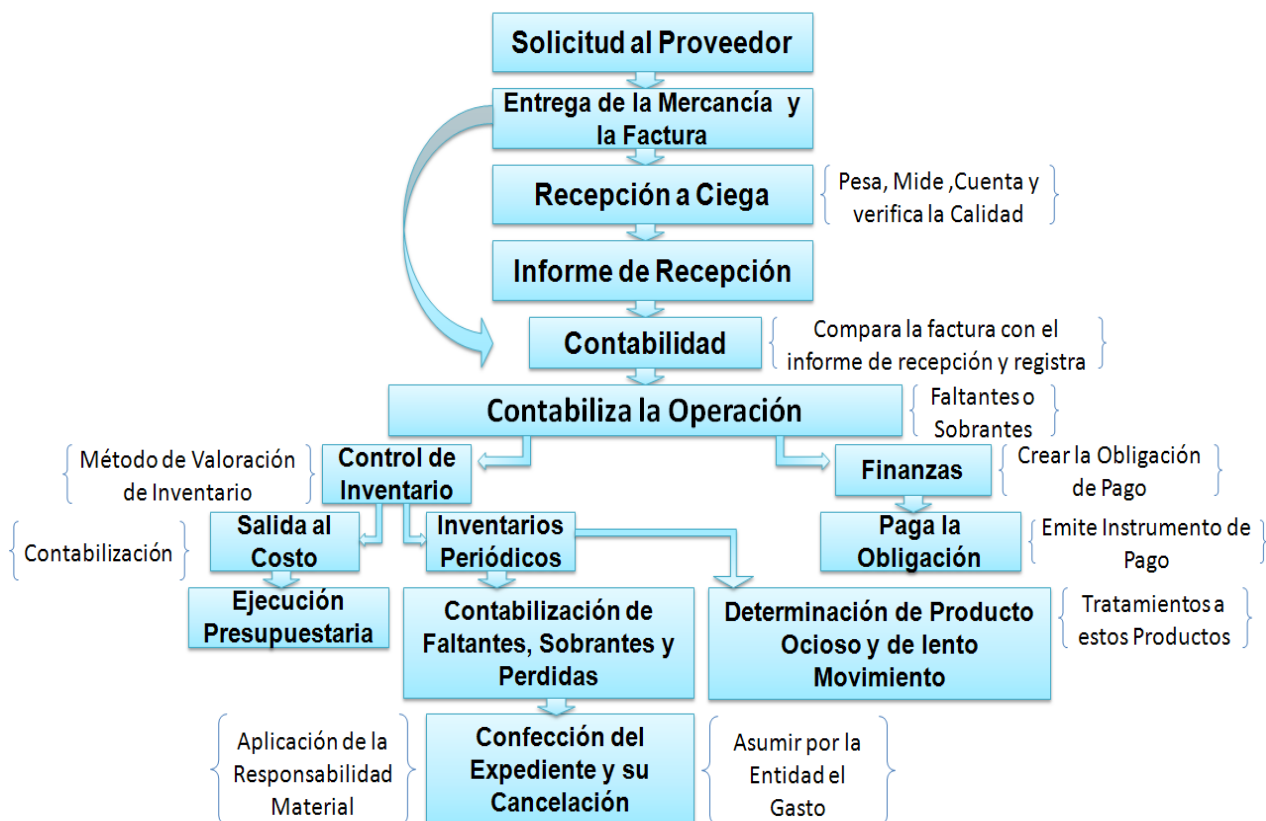 Solicitud al Proveedor
Entrega de la Mercancía y
la Factura
Recepción a Ciega
Pesa, Mide ,Cuenta y
verifica la Calidad
Informe de Recepción
Contabilidad
Compara la factura con el
informe de recepción y registra
Contabiliza la Operación
Faltantes o
Sobrantes
Método de Valoración
de Inventario
Control de
Inventario
Finanzas
Crear la Obligación
de Pago
Contabilización
Salida al
Costo
Inventarios
Periódicos
Paga la
Obligación
Emite Instrumento de
Pago
Ejecución
Presupuestaria
Contabilización de
Faltantes, Sobrantes y
Perdidas
Determinación de Producto
Ocioso y de lento
Movimiento
Tratamientos a
estos Productos
Aplicación de la
Responsabilidad
Material
Confección del
Expediente y su
Cancelación
Asumir por la
Entidad el
Gasto